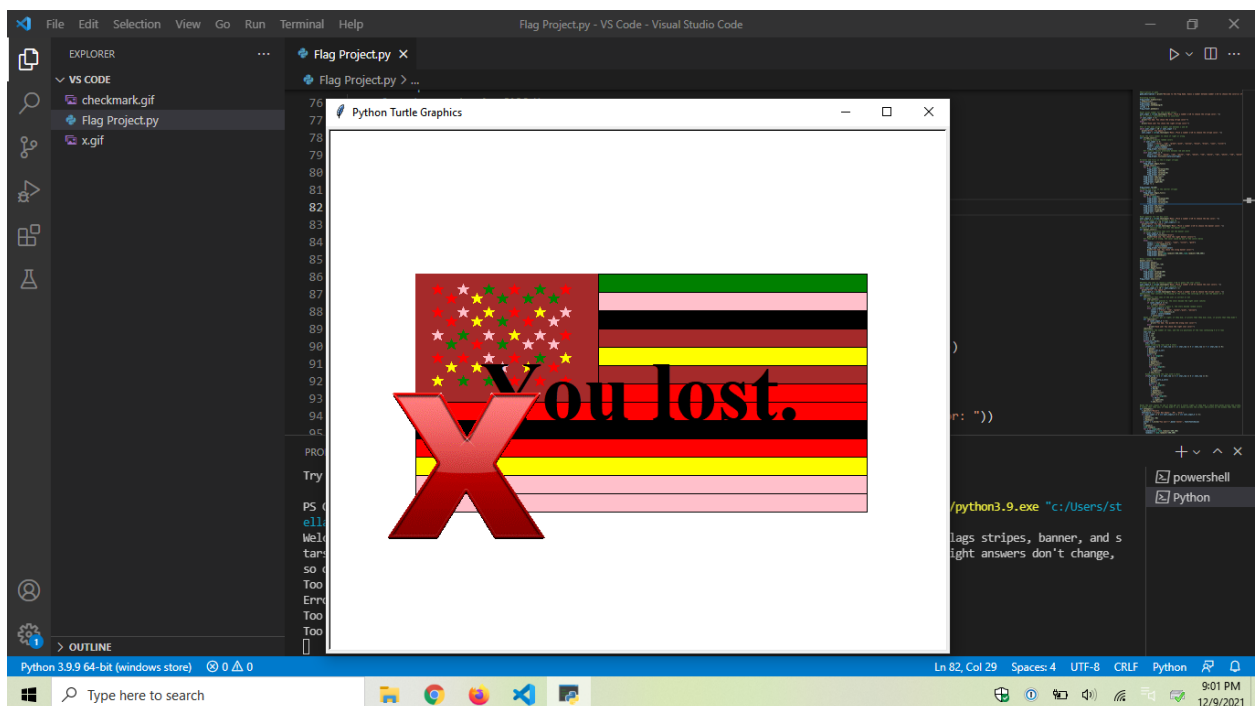 File Edit Selection View Go Run Terminal Help
Flag Project.py - VS Code - Visual Studio Code
EXPLORER
Flag Project.py
VS CODE
Flag Project.py > ...
checkmark.gif
Flag Project.py
x.gif
76
77
78
79
80
81
82
83
84
85
86
87
88
89
90
91
92
93
94
95
Python Turtle Graphics
You lost.
)
r: "))
PRO
Try
PS
/python3.9.exe "c:/Users/st
ella
Welc
lags stripes, banner, and s
tars
ight answers don't change,
so
Too
Erro
Too
Too
powershell
Python
OUTLINE
1
Python 3.9.9 64-bit (windows store) 0 0
Ln 82, Col 29 Spaces: 4 UTF-8 CRLF Python
Type here to search
9:01 PM
12/9/2021